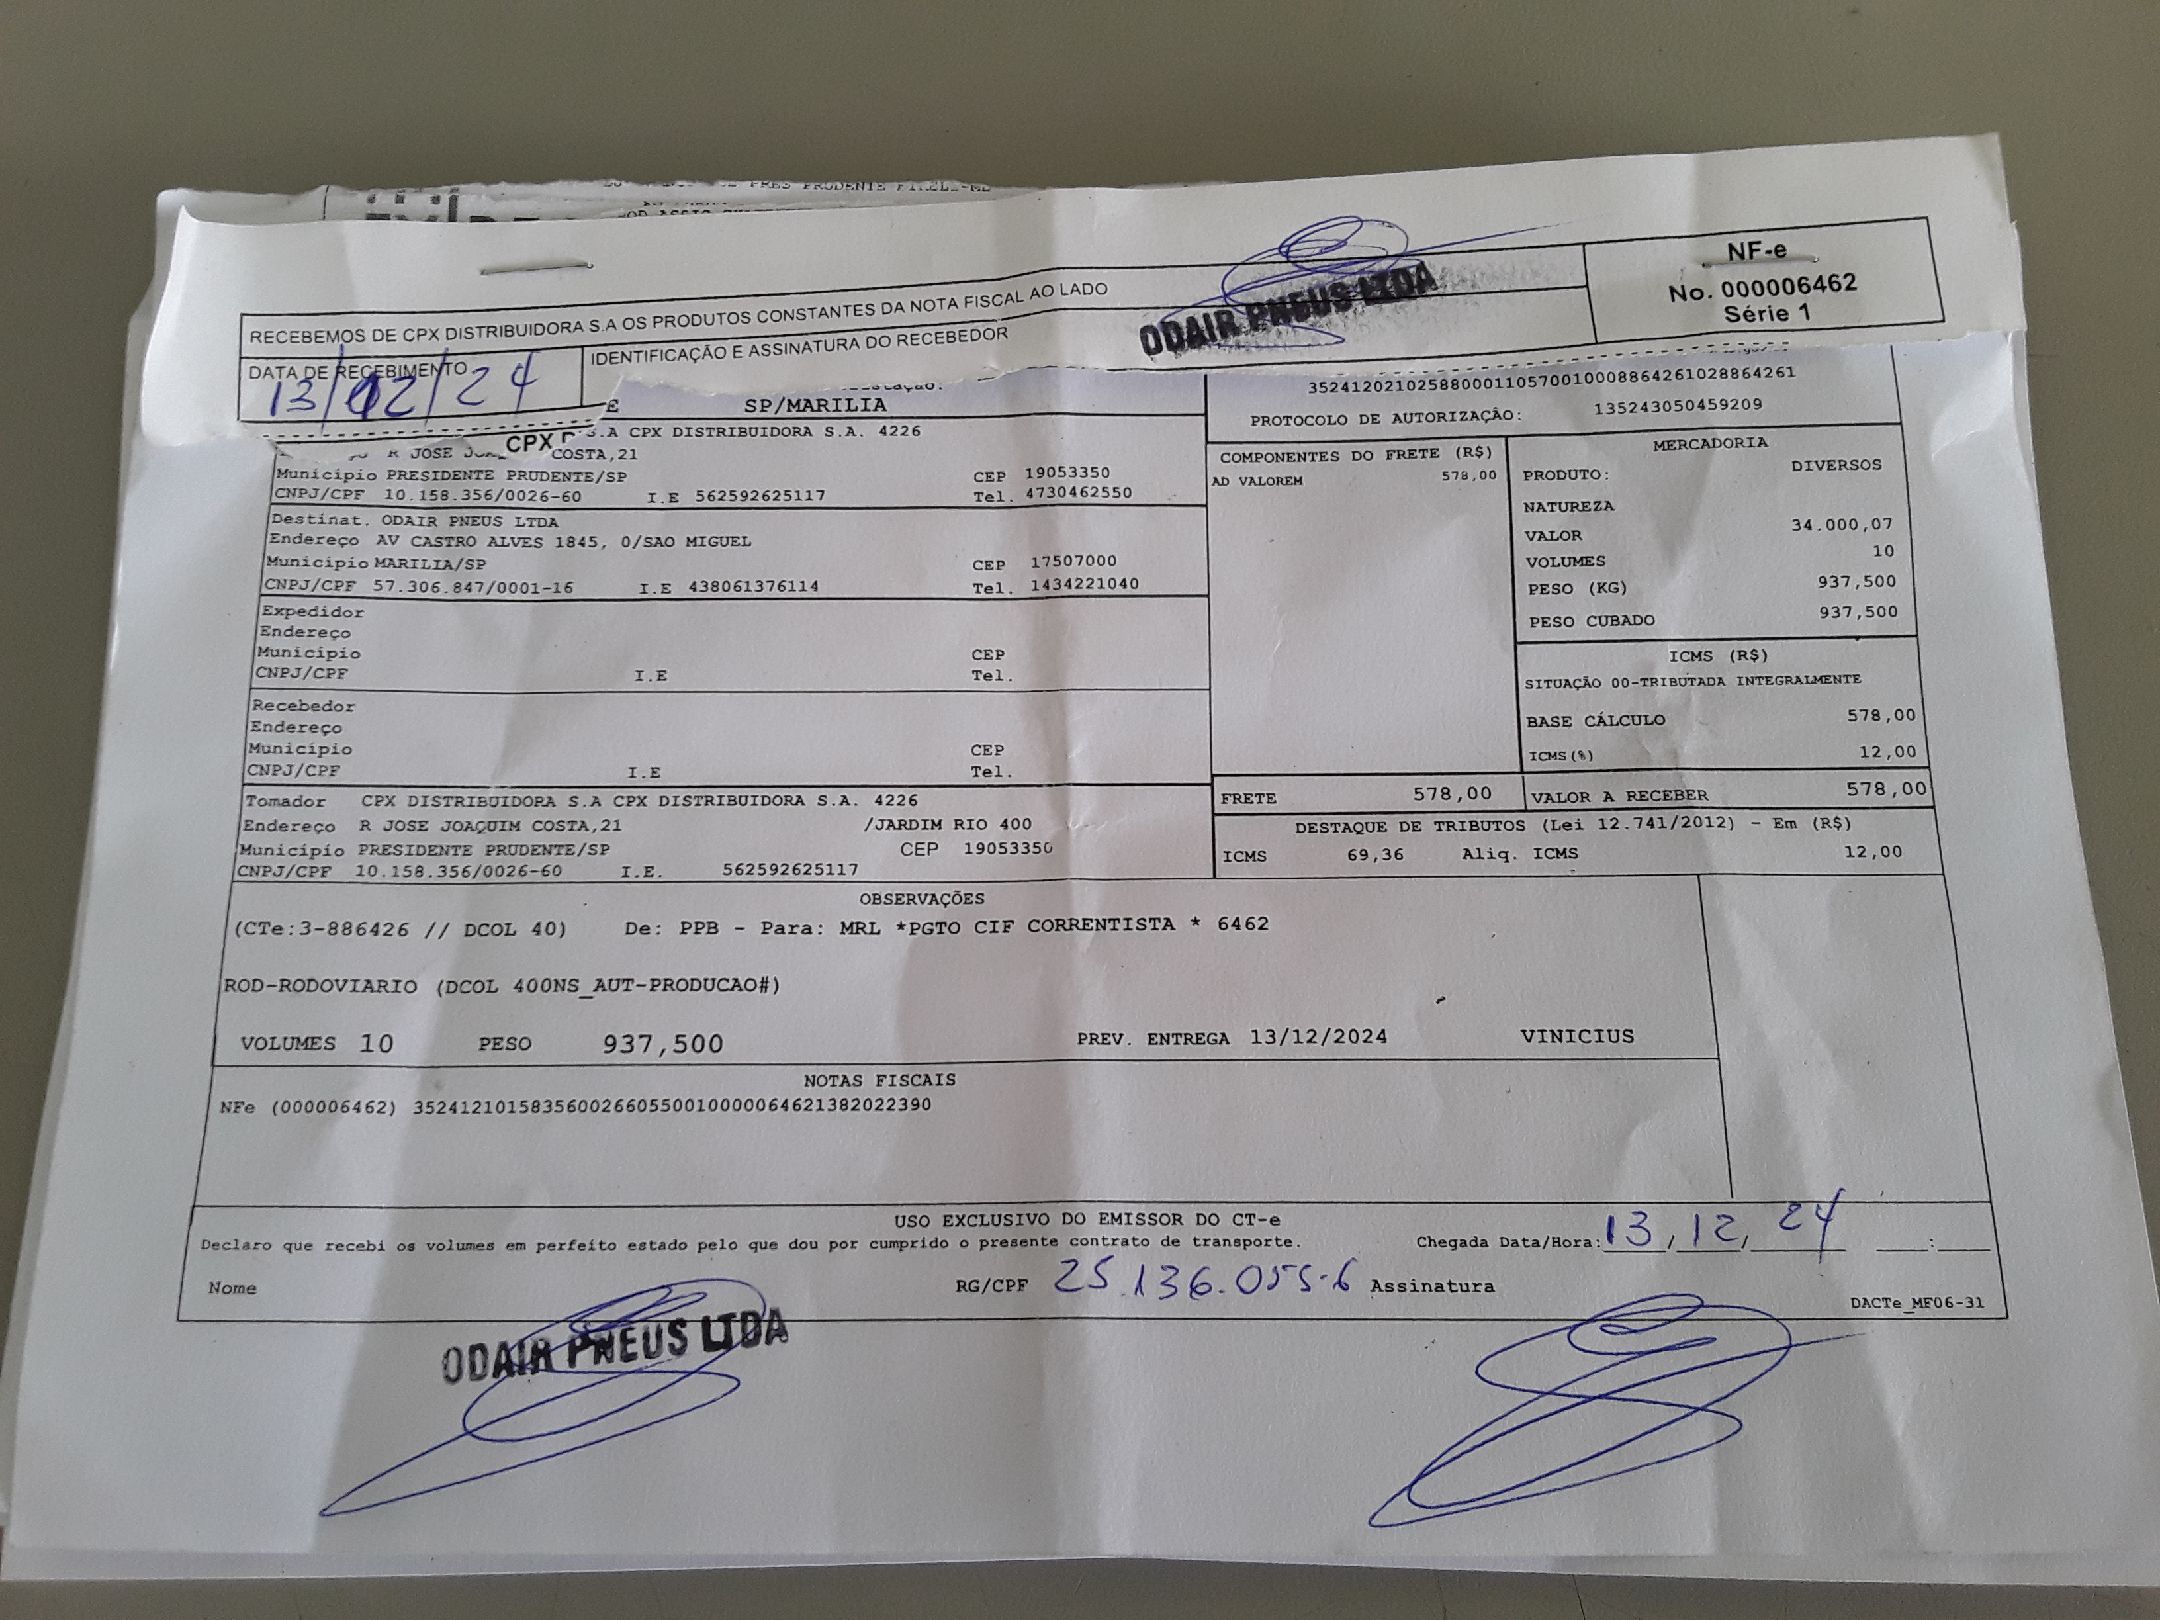 PRES PRUDENTE PIRELI-ME
RECEBEMOS DE CPX DISTRIBUIDORA S.A OS PRODUTOS CONSTANTES DA NOTA FISCAL AO LADO
ODAIR PNEUS LTDA
NF-e
No. 000006462
Série 1
DATA DE RECEBIMENTO
13/12/24
IDENTIFICAÇÃO E ASSINATURA DO RECEBEDOR
SP/MARILIA
35241202102588000110570010008864261028864261
PROTOCOLO DE AUTORIZAÇÃO: 135243050459209
CPX
S.A CPX DISTRIBUIDORA S.A. 4226
R JOSE COSTA,21
Município PRESIDENTE PRUDENTE/SP CEP 19053350
CNPJ/CPF 10.158.356/0026-60 I.E 562592625117 Tel. 4730462550
Destinat. ODAIR PNEUS LTDA
Endereço AV CASTRO ALVES 1845, 0/SAO MIGUEL
Município MARILIA/SP CEP 17507000
CNPJ/CPF 57.306.847/0001-16 I.E 438061376114 Tel. 1434221040
Expedidor
Endereço
Município CEP
CNPJ/CPF I.E Tel.
Recebedor
Endereço
Município CEP
CNPJ/CPF I.E Tel.
Tomador CPX DISTRIBUIDORA S.A CPX DISTRIBUIDORA S.A. 4226
Endereço R JOSE JOAQUIM COSTA,21 /JARDIM RIO 400
Município PRESIDENTE PRUDENTE/SP CEP 19053350
CNPJ/CPF 10.158.356/0026-60 I.E. 562592625117
COMPONENTES DO FRETE (R$)
AD VALOREM 578,00
MERCADORIA
PRODUTO: DIVERSOS
NATUREZA
VALOR 34.000,07
VOLUMES 10
PESO (KG) 937,500
PESO CUBADO 937,500
ICMS (R$)
SITUAÇÃO 00-TRIBUTADA INTEGRALMENTE
BASE CÁLCULO 578,00
ICMS(%) 12,00
FRETE 578,00 VALOR A RECEBER 578,00
DESTAQUE DE TRIBUTOS (Lei 12.741/2012) - Em (R$)
ICMS 69,36 Aliq. ICMS 12,00
OBSERVAÇÕES
(CTe:3-886426 // DCOL 40) De: PPB - Para: MRL *PGTO CIF CORRENTISTA * 6462
ROD-RODOVIARIO (DCOL 400NS_AUT-PRODUCAO#)
VOLUMES 10 PESO 937,500 PREV. ENTREGA 13/12/2024 VINICIUS
NOTAS FISCAIS
NFe (000006462) 35241210158356002660550010000064621382022390
USO EXCLUSIVO DO EMISSOR DO CT-e
Declaro que recebi os volumes em perfeito estado pelo que dou por cumprido o presente contrato de transporte. Chegada Data/Hora: 13/12/24 :
Nome RG/CPF 25.136.055-6 Assinatura
DACTe_MF06-31
ODAIR PNEUS LTDA